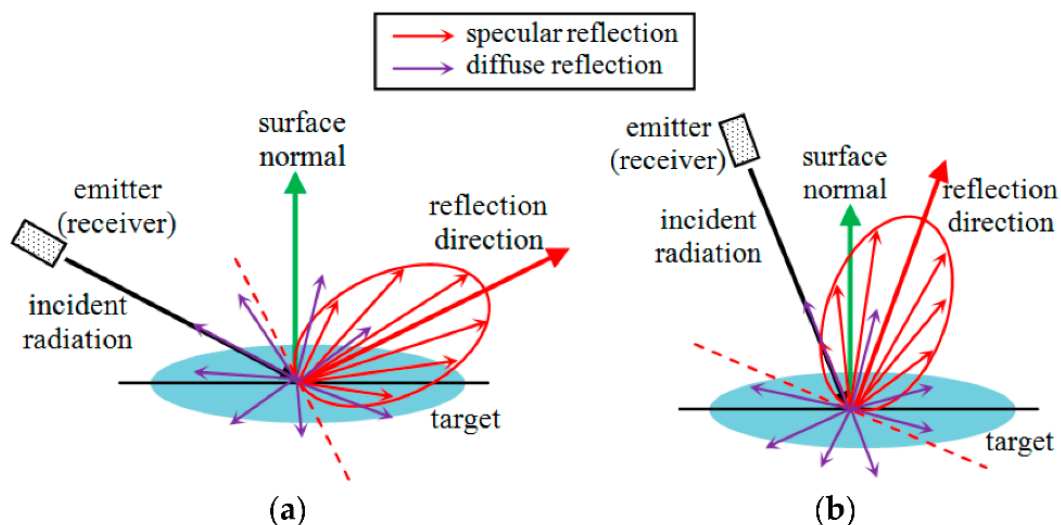 specular reflection
diffuse reflection
surface
normal
emitter
(receiver)
reflection
direction
incident
radiation
target
(a)
emitter
(receiver)
surface
normal
reflection
direction
incident
radiation
target
(b)